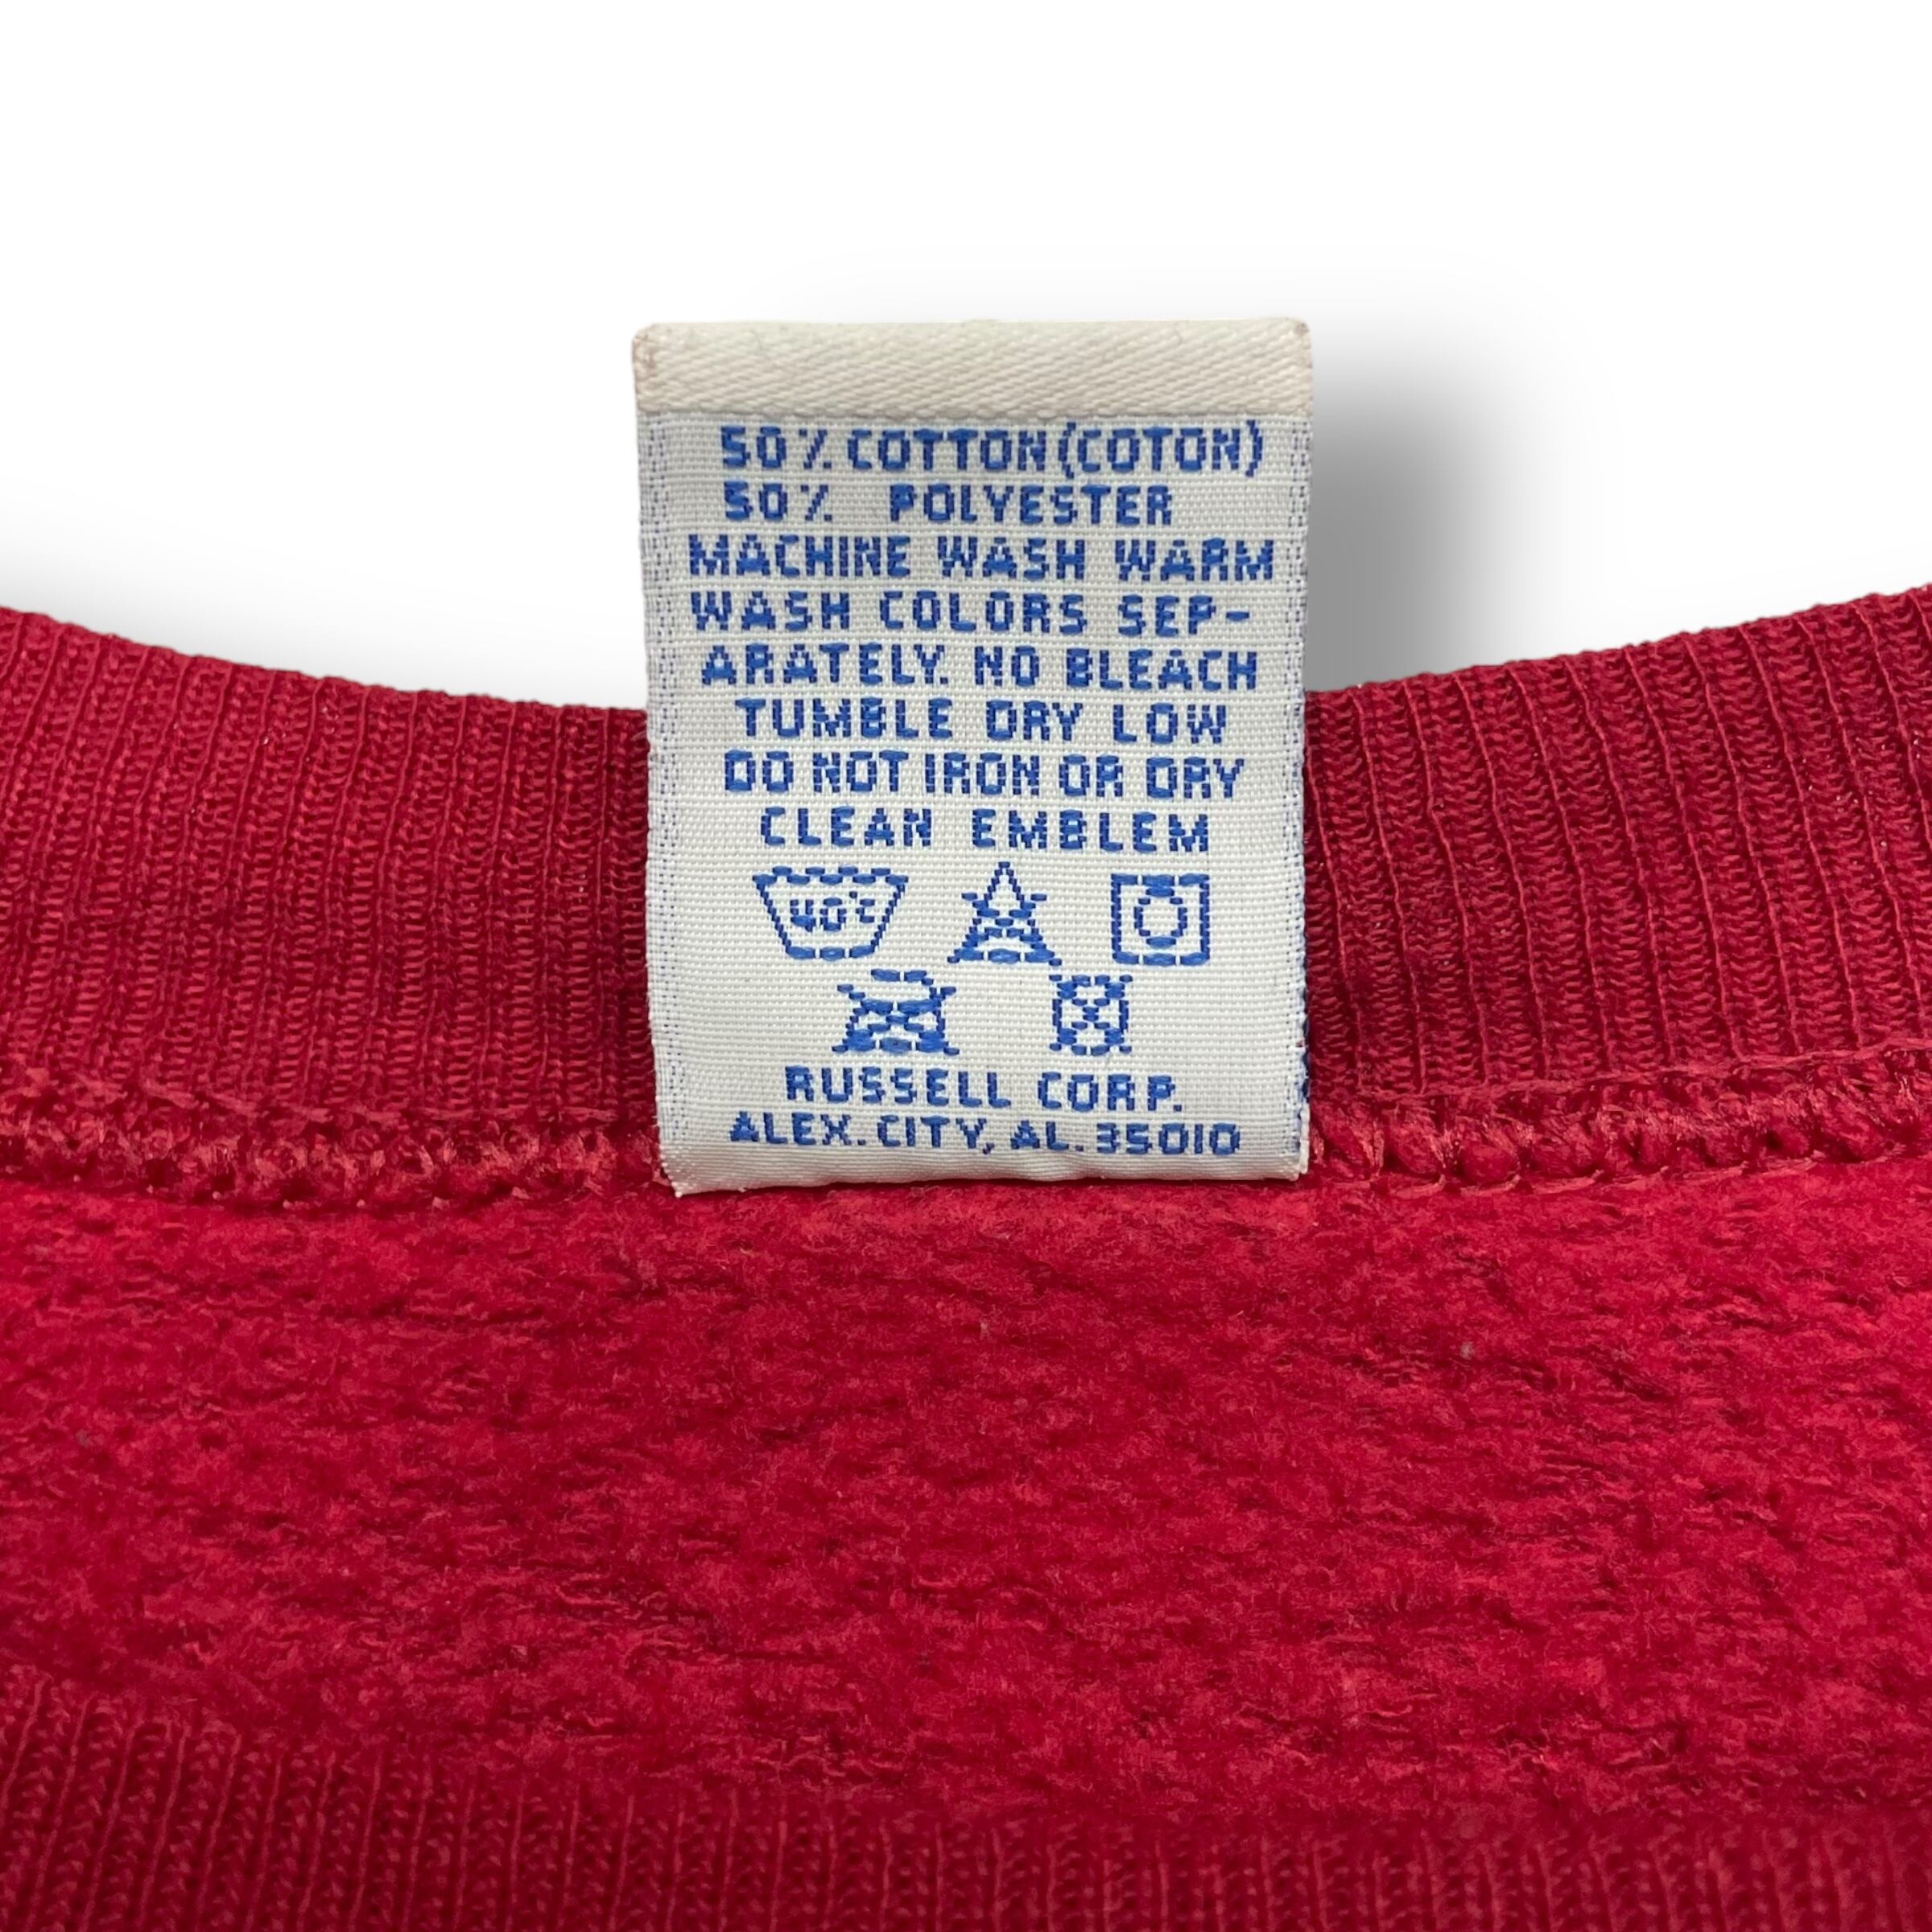 50% COTTON (COTON)
50% POLYESTER
MACHINE WASH WARM
WASH COLORS SEP-
ARATELY. NO BLEACH
TUMBLE DRY LOW
DO NOT IRON OR DRY
CLEAN EMBLEM
40°C
RUSSELL CORP.
ALEX. CITY, AL. 35010